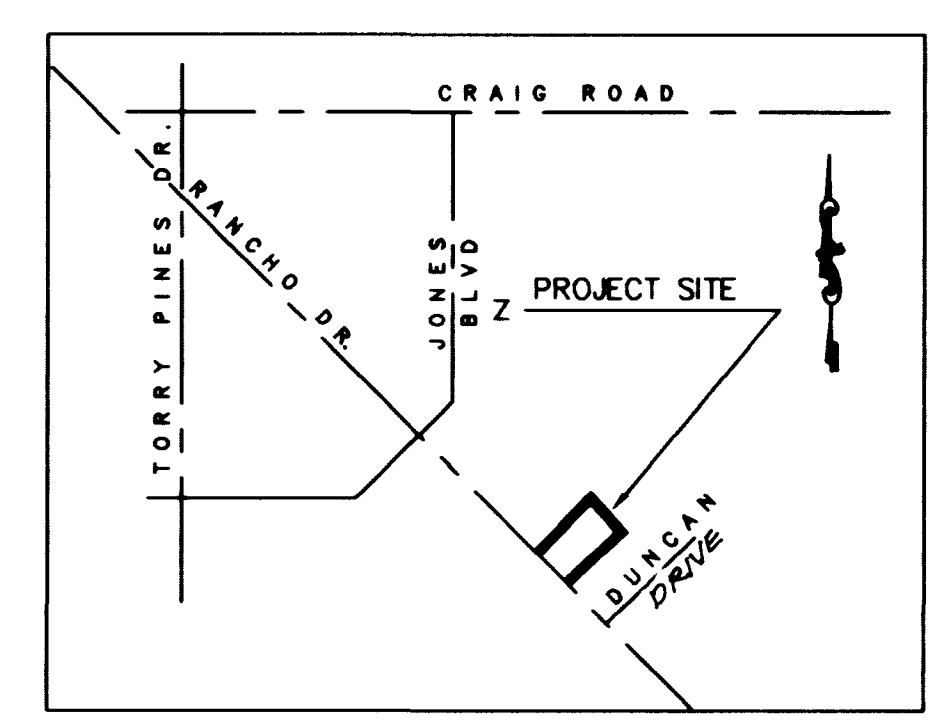 CRAIG ROAD
TORRY PINES DR.
RANCHO DR.
JONES
BLVD
Z PROJECT SITE
DUNCAN
DRIVE